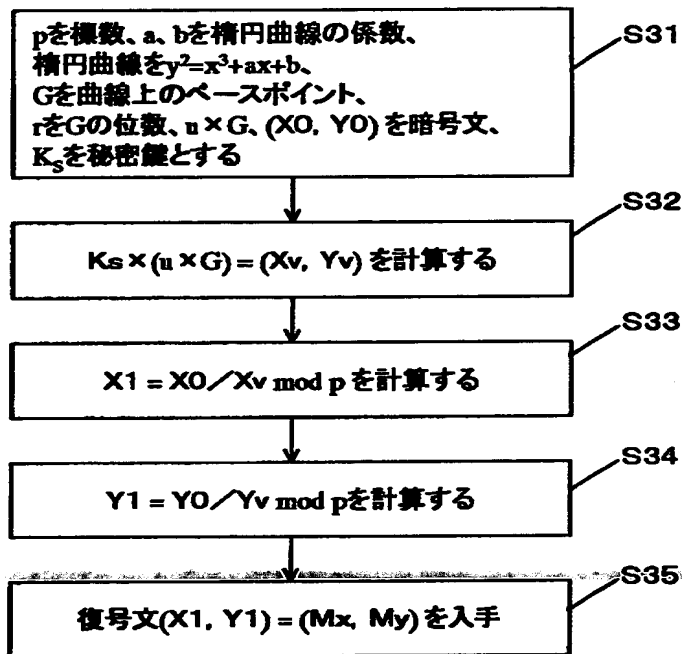 pを標数、a、bを楕円曲線の係数、
楕円曲線をy²=x³+ax+b、
Gを曲線上のベースポイント、
rをGの位数、u×G、(X0, Y0)を暗号文、
Ksを秘密鍵とする
S31
Ks×(u×G)=(Xv, Yv)を計算する
S32
X1=X0／Xv mod pを計算する
S33
Y1=Y0／Yv mod pを計算する
S34
復号文(X1, Y1)=(Mx, My)を入手
S35